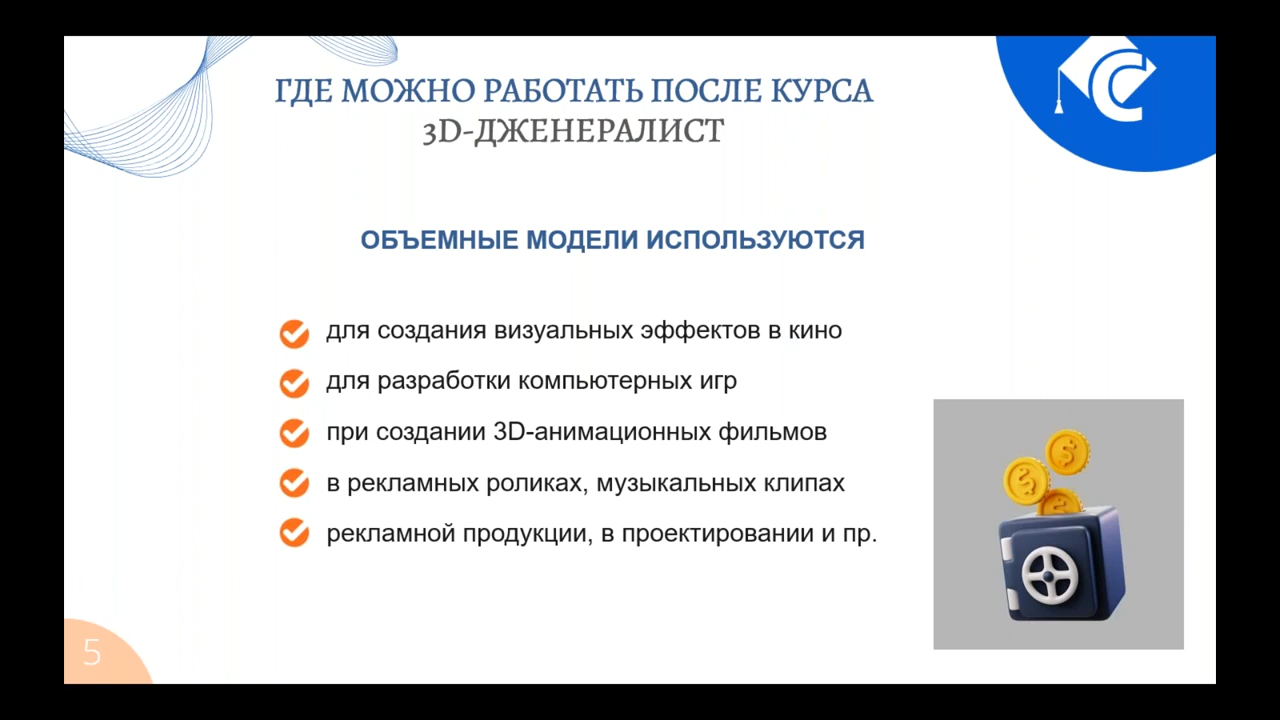 ГДЕ МОЖНО РАБОТАТЬ ПОСЛЕ КУРСА
3D-ДЖЕНЕРАЛИСТ
ОБЪЕМНЫЕ МОДЕЛИ ИСПОЛЬЗУЮТСЯ
для создания визуальных эффектов в кино
для разработки компьютерных игр
при создании 3D-анимационных фильмов
в рекламных роликах, музыкальных клипах
рекламной продукции, в проектировании и пр.
5